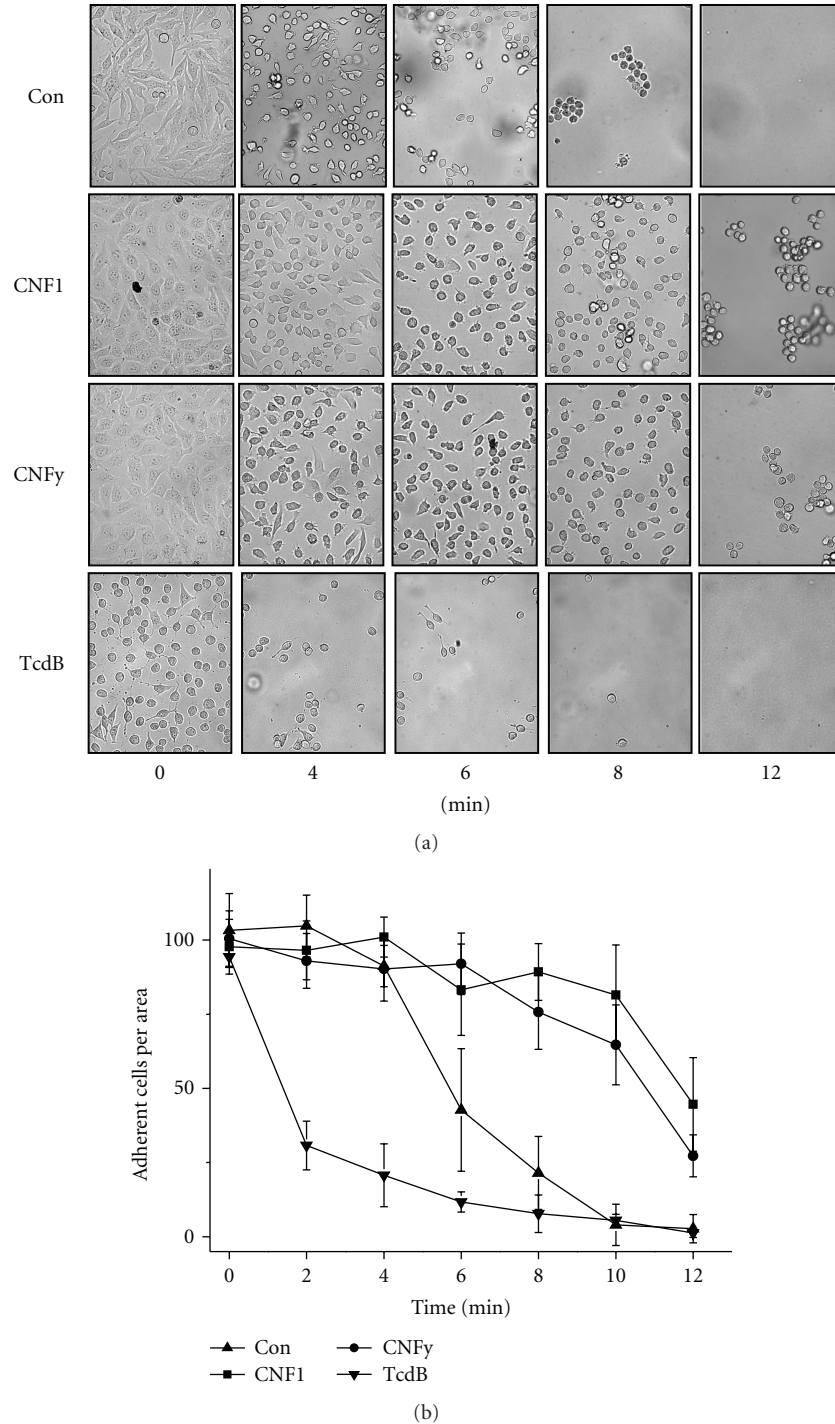 Con
CNF1
CNFy
TcdB
0 4 6 8 12
(min)
(a)
100
50
0
Adherent cells per area
0 2 4 6 8 10 12
Time (min)
Con CNFy
CNF1 TcdB
(b)